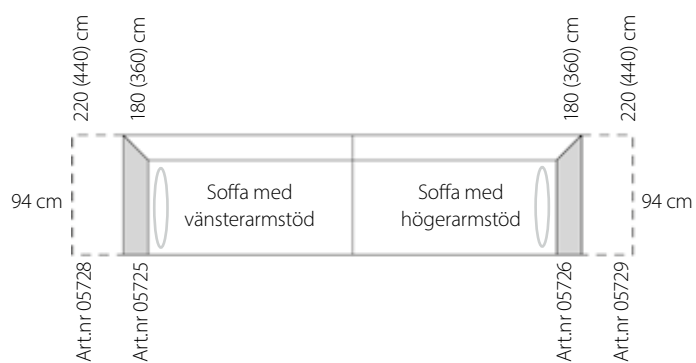 220 (440) cm
180 (360) cm
180 (360) cm
220 (440) cm
94 cm
Soffa med
vänsterarmstöd
Soffa med
högerarmstöd
94 cm
Art.nr 05728
Art.nr 05725
Art.nr 05726
Art.nr 05729